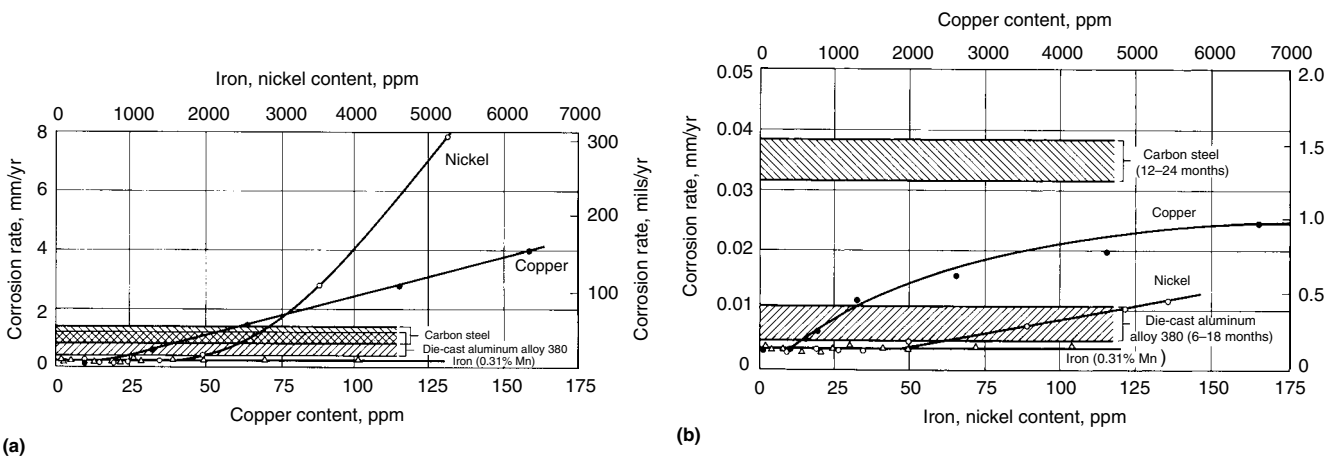 Iron, nickel content, ppm
0 1000 2000 3000 4000 5000 6000 7000
Corrosion rate, mm/yr
8
6
4
2
0
300
200
100
0
Corrosion rate, mils/yr
Nickel
Copper
Carbon steel
Die-cast aluminum alloy 380
Iron (0.31% Mn)
0 25 50 75 100 125 150 175
Copper content, ppm
(a)
Copper content, ppm
0 1000 2000 3000 4000 5000 6000 7000
Corrosion rate, mm/yr
0.05
0.04
0.03
0.02
0.01
0
2.0
1.5
1.0
0.5
0
Carbon steel
(12–24 months)
Copper
Nickel
Die-cast aluminum
alloy 380 (6–18 months)
Iron (0.31% Mn)
0 25 50 75 100 125 150 175
Iron, nickel content, ppm
(b)